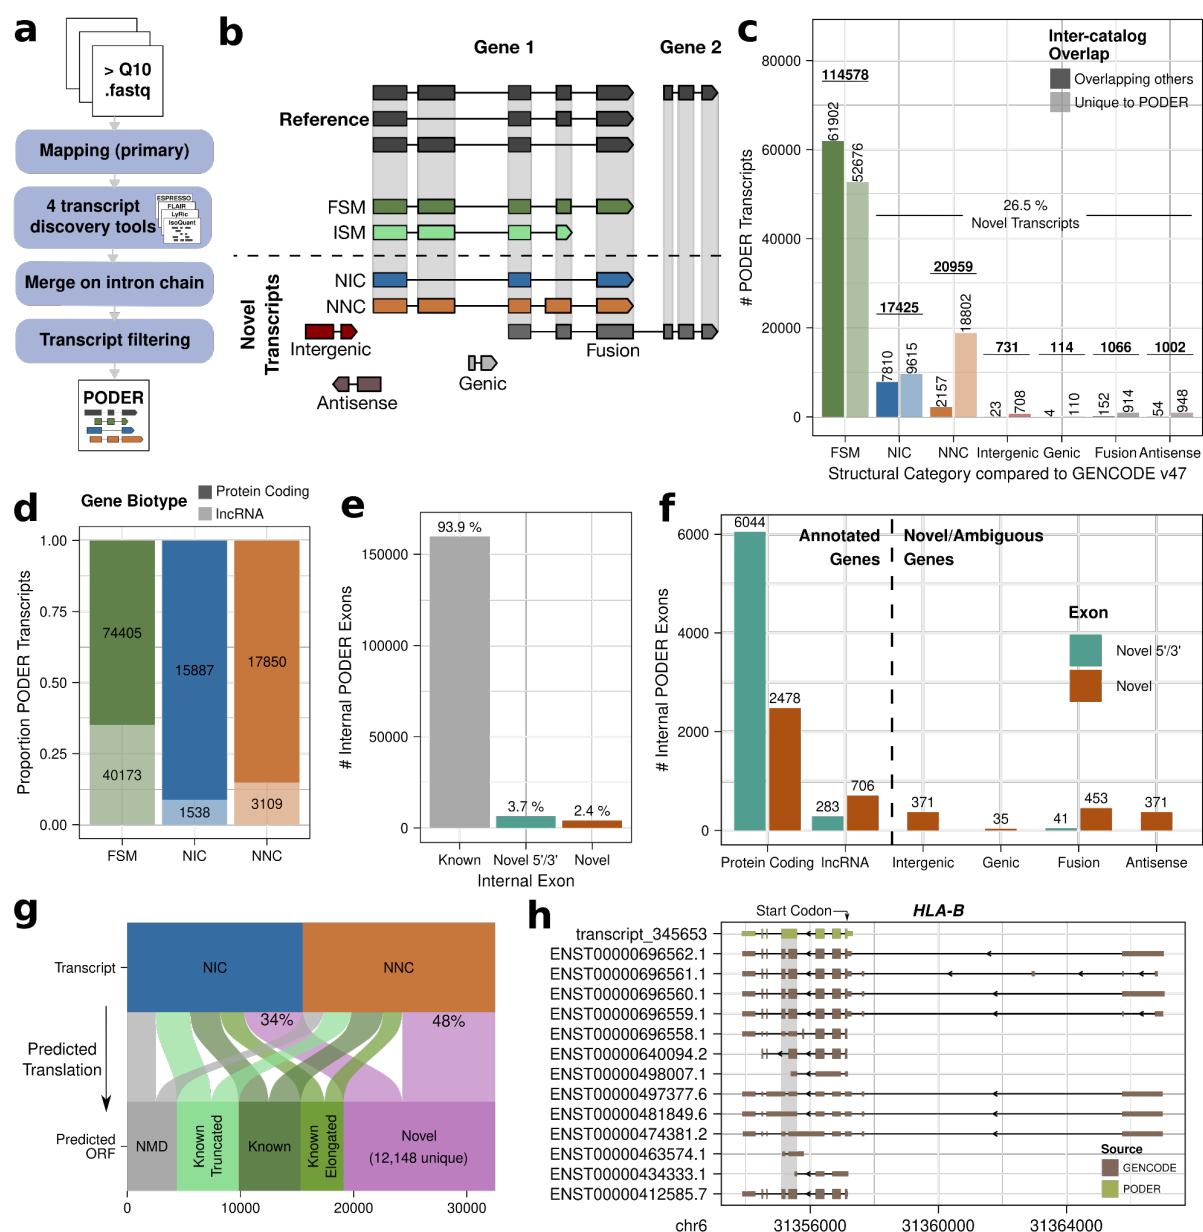 a
> Q10
.fastq
Mapping (primary)
4 transcript
discovery tools
ESPRESSO
FLAIR
LyRic
IsoQuant
Merge on intron chain
Transcript filtering
PODER
b
Gene 1
Gene 2
Reference
FSM
ISM
Novel
Transcripts
NIC
NNC
Intergenic
Fusion
Genic
Antisense
c
Inter-catalog
Overlap
Overlapping others
Unique to PODER
# PODER Transcripts
80000
60000
40000
20000
0
114578
61902
52676
26.5 %
Novel Transcripts
17425
7810
9615
20959
2157
18802
731
23
708
114
4
110
1066
152
914
1002
54
948
FSM
NIC
NNC
Intergenic
Genic
Fusion
Antisense
Structural Category compared to GENCODE v47
d
Gene Biotype
Protein Coding
lncRNA
Proportion PODER Transcripts
1.00
0.75
0.50
0.25
0.00
74405
40173
15887
1538
17850
3109
FSM
NIC
NNC
e
# Internal PODER Exons
150000
100000
50000
0
93.9 %
3.7 %
2.4 %
Known
Novel 5'/3'
Novel
Internal Exon
f
# Internal PODER Exons
6000
4000
2000
0
Annotated
Genes
Novel/Ambiguous
Genes
Exon
Novel 5'/3'
Novel
6044
2478
283
706
371
35
41
453
371
Protein Coding
lncRNA
Intergenic
Genic
Fusion
Antisense
g
Transcript
Predicted
Translation
Predicted
ORF
NIC
NNC
34%
48%
NMD
Known
Truncated
Known
Known
Elongated
Novel
(12,148 unique)
0
10000
20000
30000
h
Start Codon
HLA-B
transcript_345653
ENST00000696562.1
ENST00000696561.1
ENST00000696560.1
ENST00000696559.1
ENST00000696558.1
ENST00000640094.2
ENST00000498007.1
ENST00000497377.6
ENST00000481849.6
ENST00000474381.2
ENST00000463574.1
ENST00000434333.1
ENST00000412585.7
Source
GENCODE
PODER
chr6
31356000
31360000
31364000